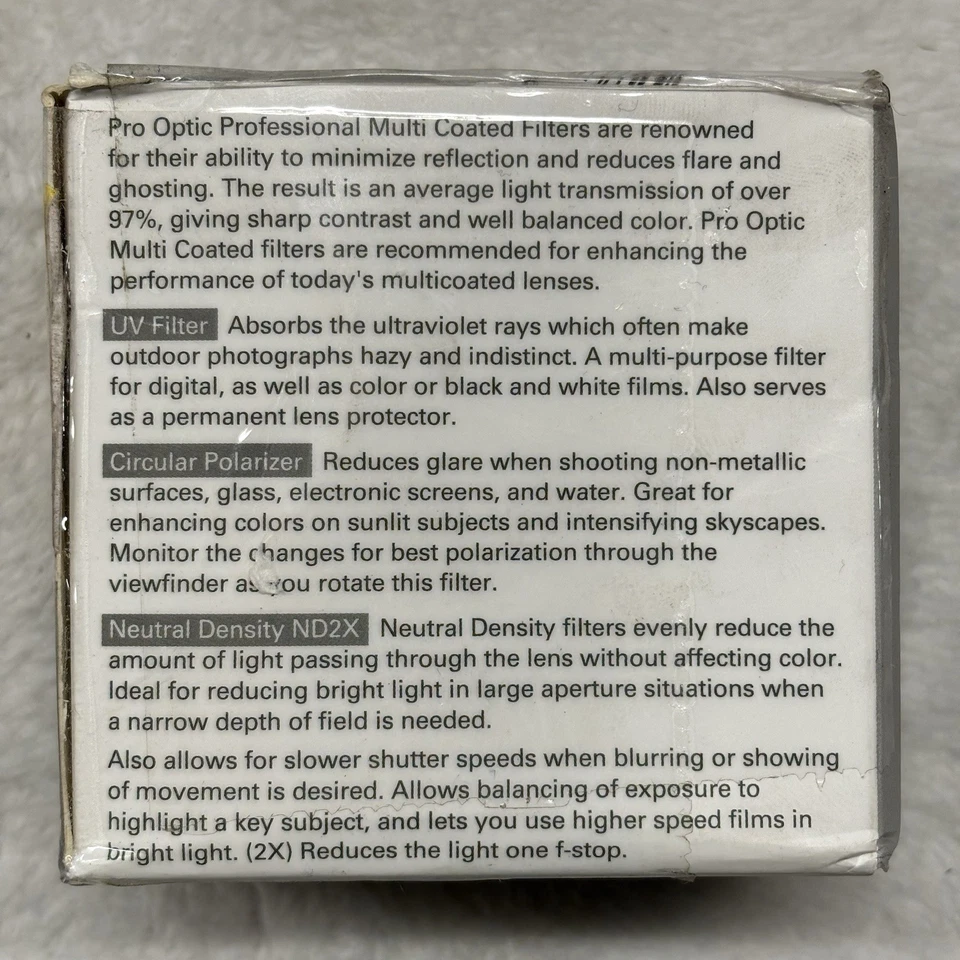 Pro Optic Professional Multi Coated Filters are renowned
for their ability to minimize reflection and reduces flare and
ghosting. The result is an average light transmission of over
97%, giving sharp contrast and well balanced color. Pro Optic
Multi Coated filters are recommended for enhancing the
performance of today's multicoated lenses.
UV Filter Absorbs the ultraviolet rays which often make
outdoor photographs hazy and indistinct. A multi-purpose filter
for digital, as well as color or black and white films. Also serves
as a permanent lens protector.
Circular Polarizer Reduces glare when shooting non-metallic
surfaces, glass, electronic screens, and water. Great for
enhancing colors on sunlit subjects and intensifying skyscapes.
Monitor the changes for best polarization through the
viewfinder as you rotate this filter.
Neutral Density ND2X Neutral Density filters evenly reduce the
amount of light passing through the lens without affecting color.
Ideal for reducing bright light in large aperture situations when
a narrow depth of field is needed.
Also allows for slower shutter speeds when blurring or showing
of movement is desired. Allows balancing of exposure to
highlight a key subject, and lets you use higher speed films in
bright light. (2X) Reduces the light one f-stop.